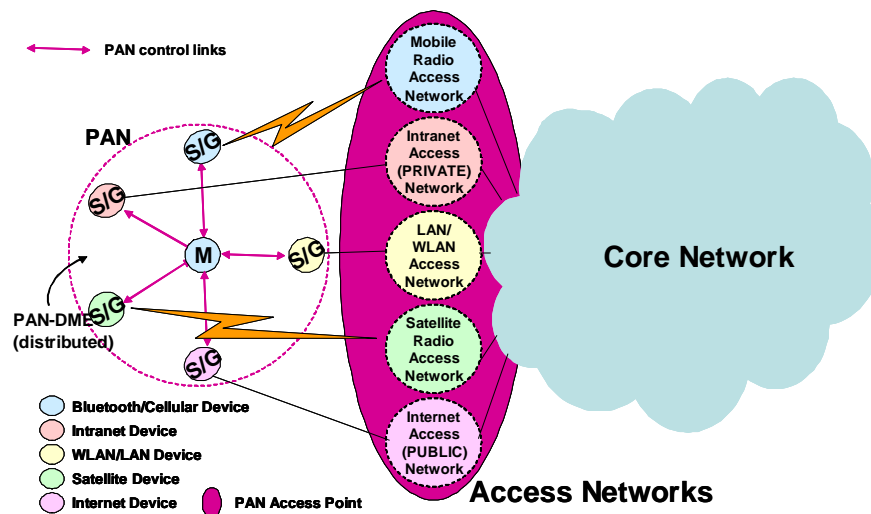 PAN control links
PAN
S/G
S/G
M
S/G
S/G
S/G
PAN-DME
(distributed)
Mobile
Radio
Access
Network
Intranet
Access
(PRIVATE)
Network
LAN/
WLAN
Access
Network
Satellite
Radio
Access
Network
Internet
Access
(PUBLIC)
Network
Core Network
Bluetooth/Cellular Device
Intranet Device
WLAN/LAN Device
Satellite Device
Internet Device
PAN Access Point
Access Networks